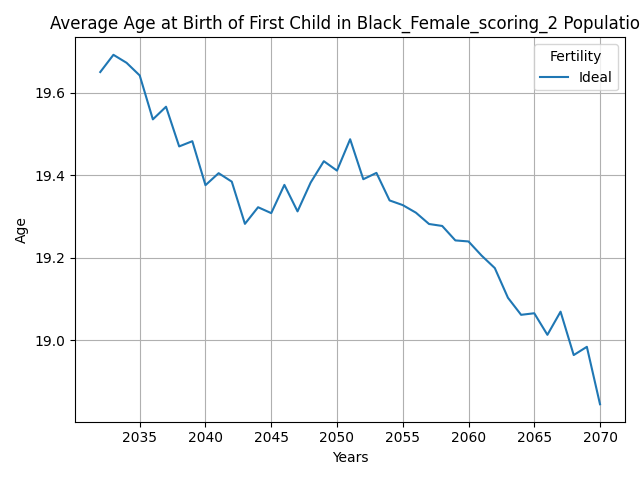 Average Age at Birth of First Child in Black_Female_scoring_2 Populatio
Fertility
Ideal
Age
19.6
19.4
19.2
19.0
2035 2040 2045 2050 2055 2060 2065 2070
Years